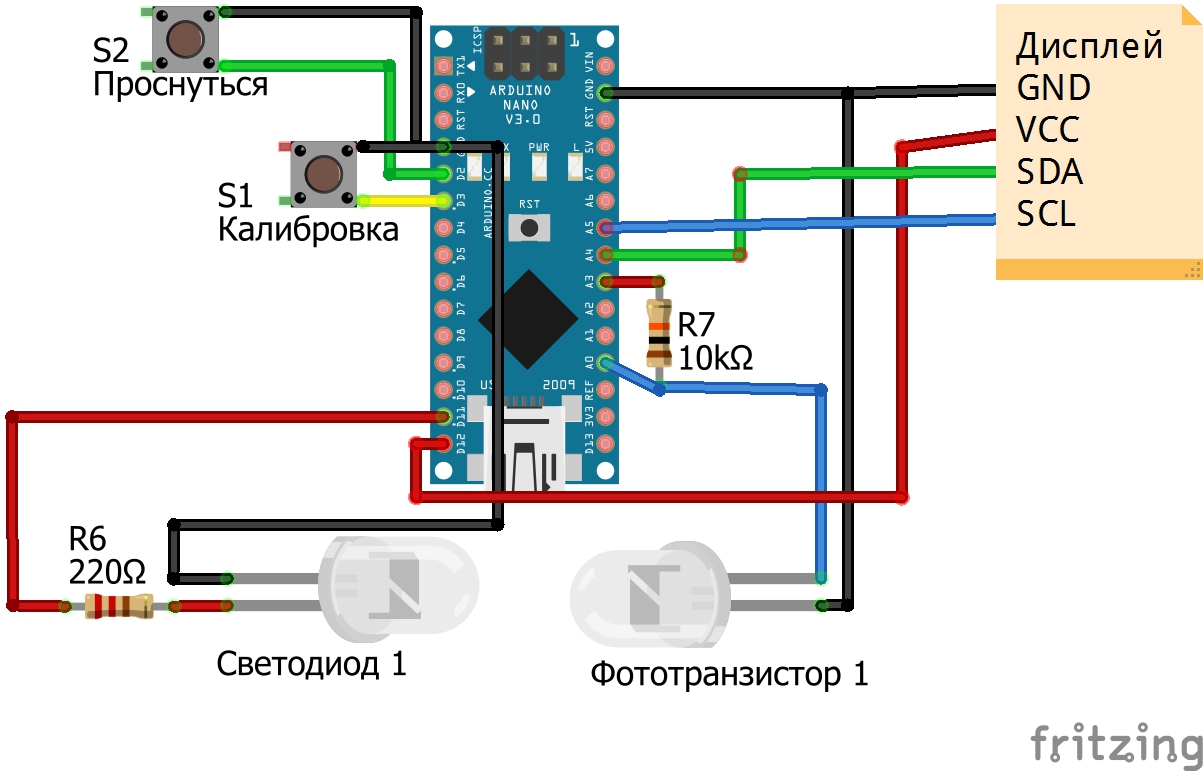 S2
Проснуться
S1
Калибровка
ICSP
1
ARDUINO
NANO
V3.0
TX1
RX0
RST
D2
D3
D4
D5
D6
D7
D8
D9
D10
D11
D12
VIN
GND
RST
5V
A7
A6
A5
A4
A3
A2
A1
A0
REF
3V3
D13
PWR
L
ARDUINO.CC
RST
2009
Дисплей
GND
VCC
SDA
SCL
R7
10kΩ
R6
220Ω
Светодиод 1
Фототранзистор 1
fritzing